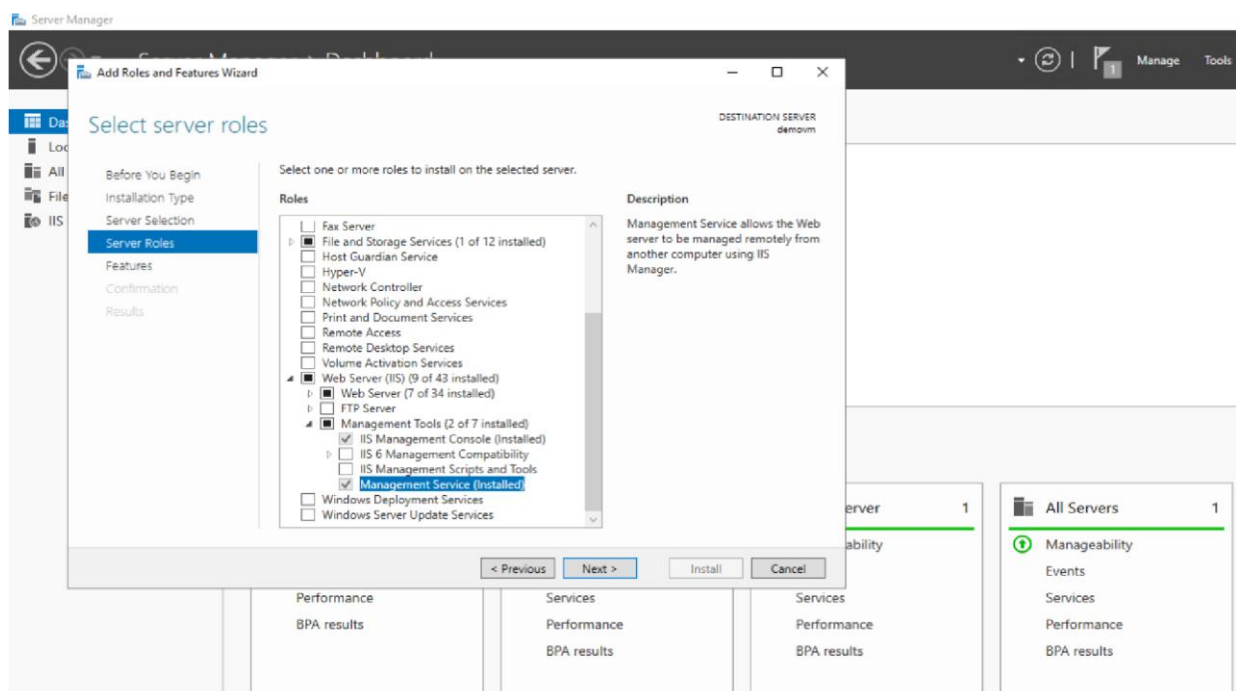 Server Manager
Manage
Tools
Add Roles and Features Wizard
Select server roles
DESTINATION SERVER
demovm
Before You Begin
Installation Type
Server Selection
Server Roles
Features
Confirmation
Results
Select one or more roles to install on the selected server.
Roles
Fax Server
File and Storage Services (1 of 12 installed)
Host Guardian Service
Hyper-V
Network Controller
Network Policy and Access Services
Print and Document Services
Remote Access
Remote Desktop Services
Volume Activation Services
Web Server (IIS) (9 of 43 installed)
Web Server (7 of 34 installed)
FTP Server
Management Tools (2 of 7 installed)
IIS Management Console (Installed)
IIS 6 Management Compatibility
IIS Management Scripts and Tools
Management Service (Installed)
Windows Deployment Services
Windows Server Update Services
Description
Management Service allows the Web
server to be managed remotely from
another computer using IIS
Manager.
< Previous
Next >
Install
Cancel
All
File
IIS
erver 1
ability
Performance
BPA results
Services
Performance
BPA results
Services
Performance
BPA results
All Servers 1
Manageability
Events
Services
Performance
BPA results
1